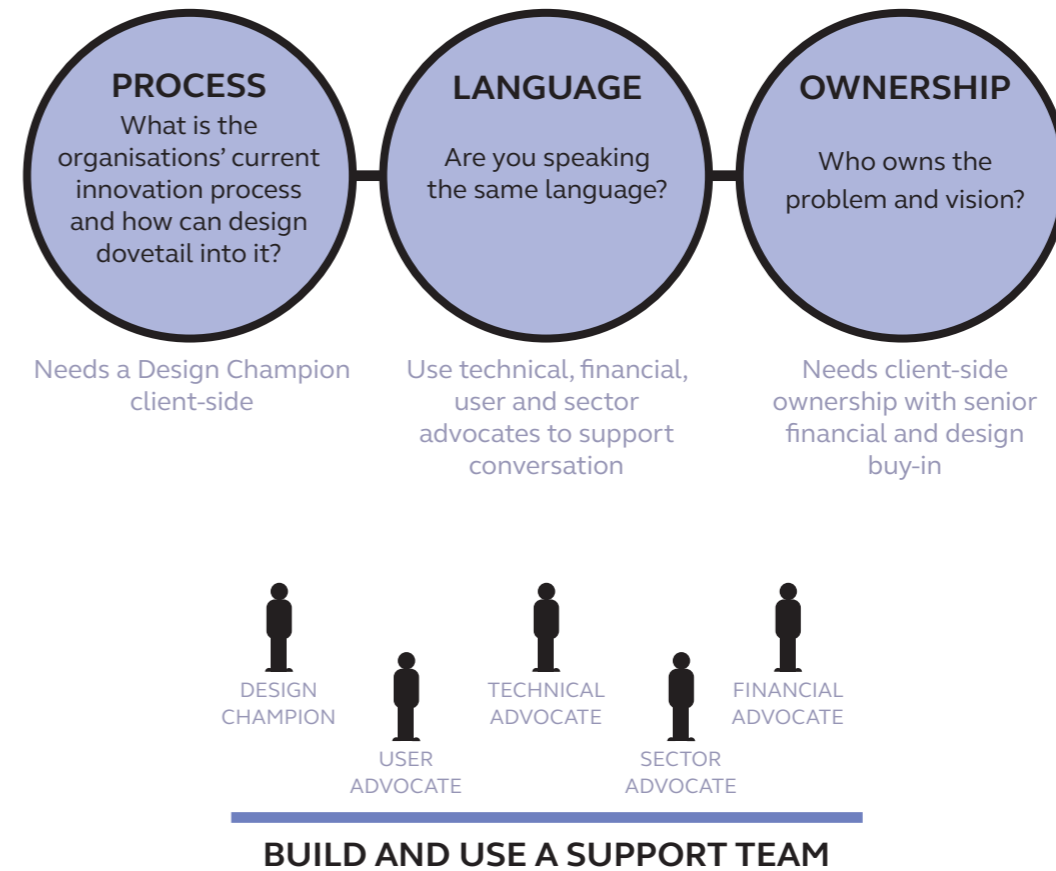 PROCESS
What is the
organisations’ current
innovation process
and how can design
dovetail into it?
LANGUAGE
Are you speaking
the same language?
OWNERSHIP
Who owns the
problem and vision?
Needs a Design Champion
client-side
Use technical, financial,
user and sector
advocates to support
conversation
Needs client-side
ownership with senior
financial and design
buy-in
DESIGN
CHAMPION
USER
ADVOCATE
TECHNICAL
ADVOCATE
SECTOR
ADVOCATE
FINANCIAL
ADVOCATE
BUILD AND USE A SUPPORT TEAM